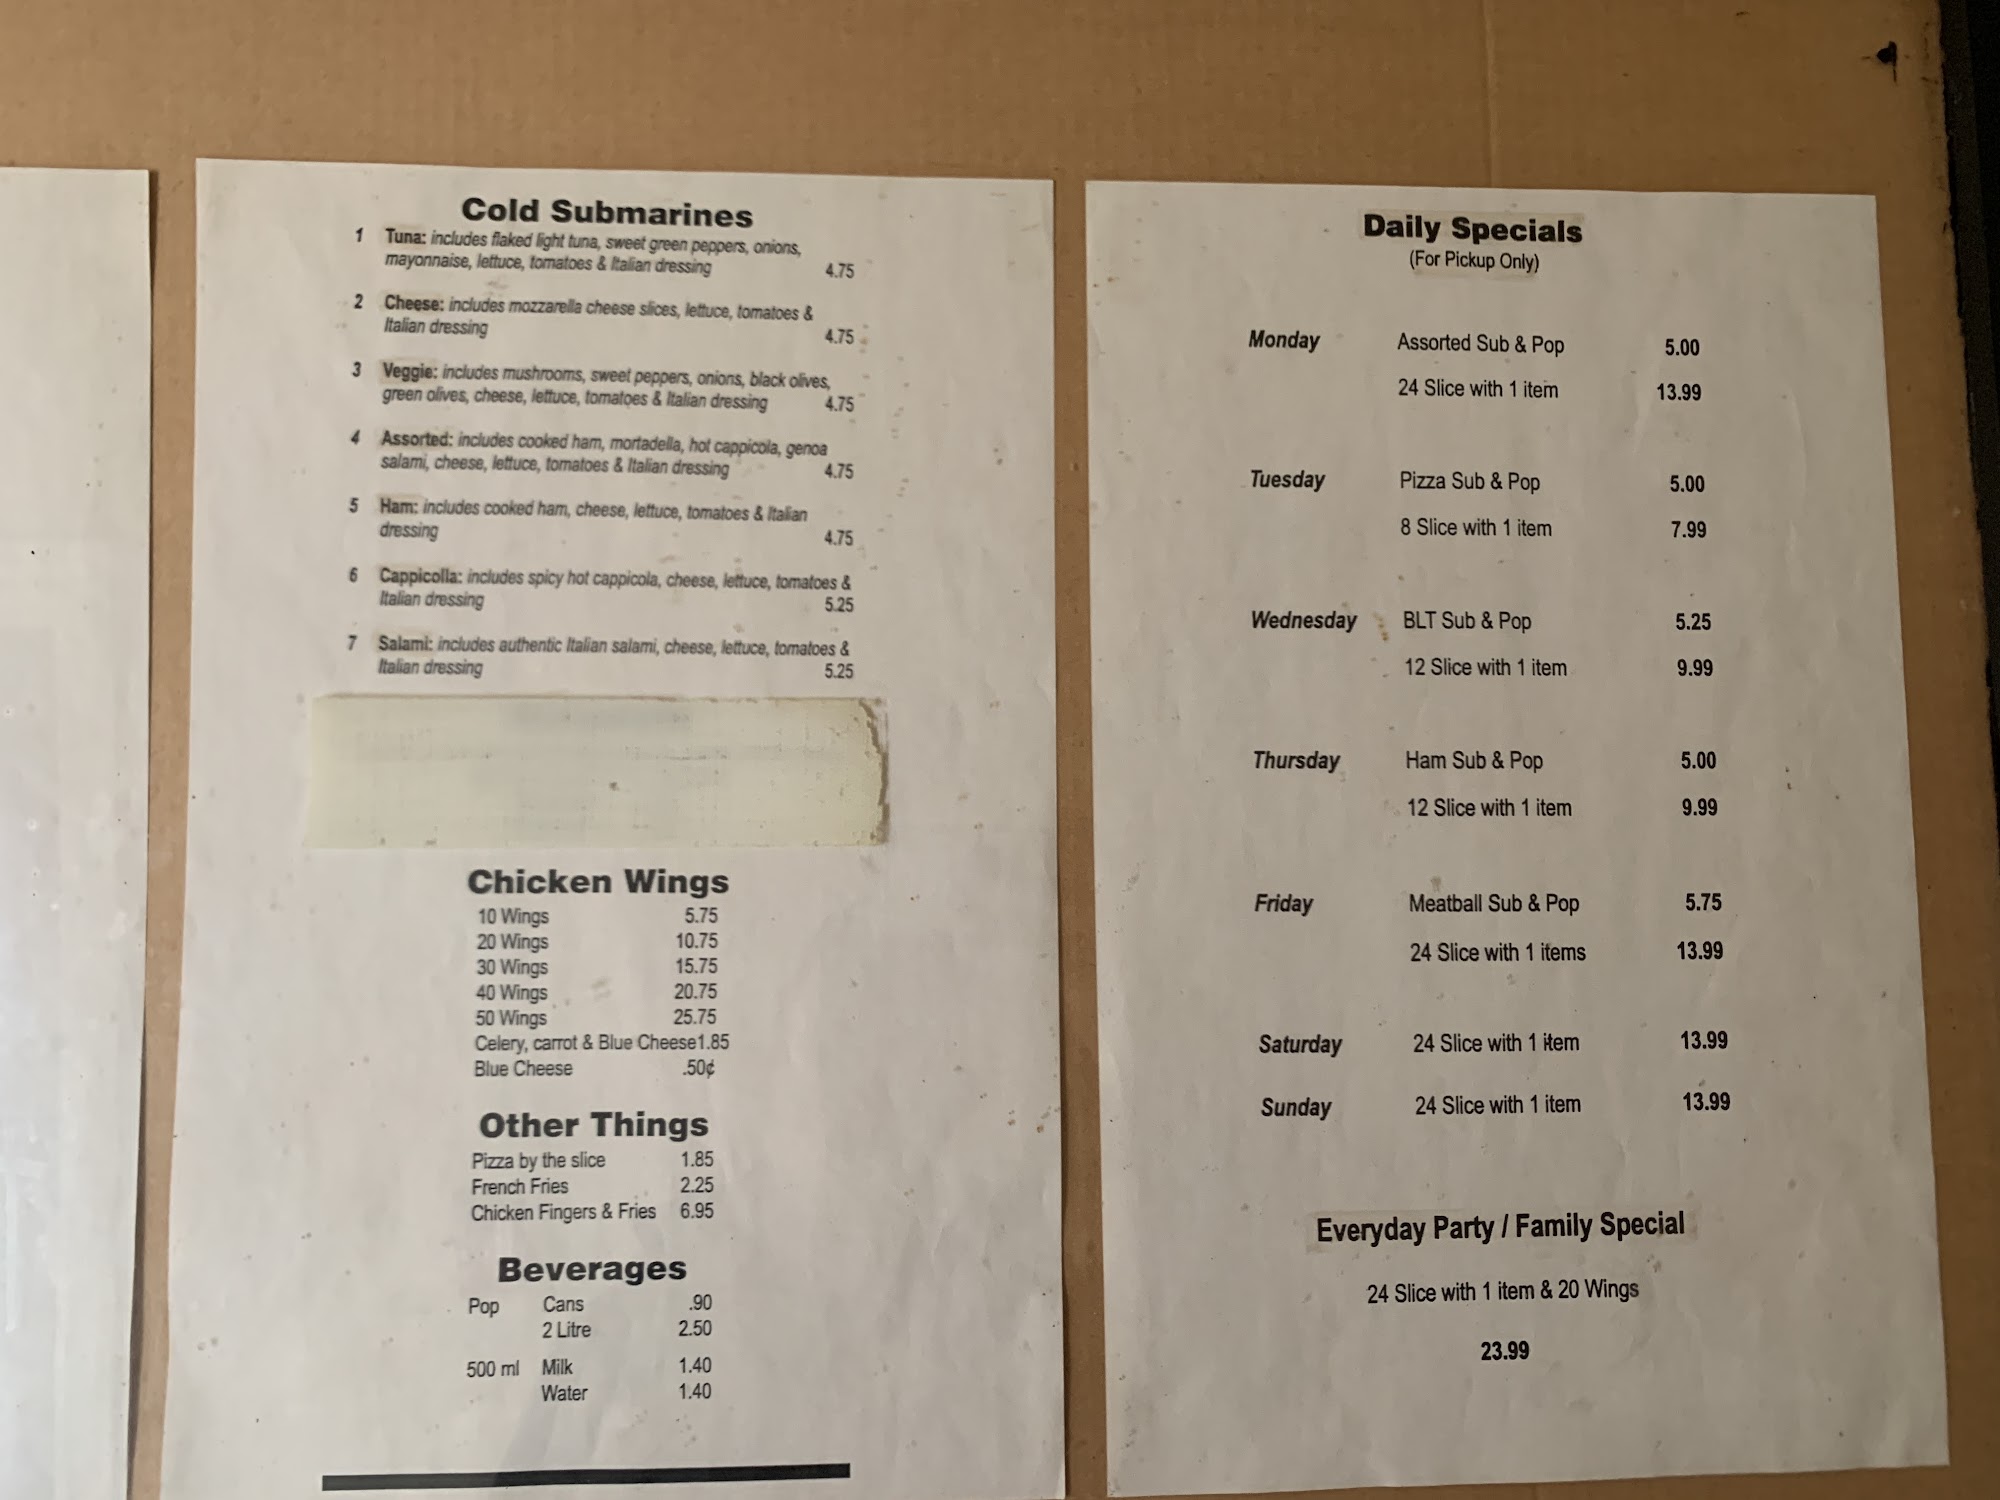 Cold Submarines
1 Tuna: includes flaked light tuna, sweet green peppers, onions,
mayonnaise, lettuce, tomatoes & Italian dressing 4.75
2 Cheese: includes mozzarella cheese slices, lettuce, tomatoes &
Italian dressing 4.75
3 Veggie: includes mushrooms, sweet peppers, onions, black olives,
green olives, cheese, lettuce, tomatoes & Italian dressing 4.75
4 Assorted: includes cooked ham, mortadella, hot cappicola, genoa
salami, cheese, lettuce, tomatoes & Italian dressing 4.75
5 Ham: includes cooked ham, cheese, lettuce, tomatoes & Italian
dressing 4.75
6 Cappicolla: includes spicy hot cappicola, cheese, lettuce, tomatoes &
Italian dressing 5.25
7 Salami: includes authentic Italian salami, cheese, lettuce, tomatoes &
Italian dressing 5.25
Chicken Wings
10 Wings 5.75
20 Wings 10.75
30 Wings 15.75
40 Wings 20.75
50 Wings 25.75
Celery, carrot & Blue Cheese1.85
Blue Cheese .50¢
Other Things
Pizza by the slice 1.85
French Fries 2.25
Chicken Fingers & Fries 6.95
Beverages
Pop Cans .90
2 Litre 2.50
500 ml Milk 1.40
Water 1.40
Daily Specials
(For Pickup Only)
Monday Assorted Sub & Pop 5.00
24 Slice with 1 item 13.99
Tuesday Pizza Sub & Pop 5.00
8 Slice with 1 item 7.99
Wednesday BLT Sub & Pop 5.25
12 Slice with 1 item 9.99
Thursday Ham Sub & Pop 5.00
12 Slice with 1 item 9.99
Friday Meatball Sub & Pop 5.75
24 Slice with 1 items 13.99
Saturday 24 Slice with 1 item 13.99
Sunday 24 Slice with 1 item 13.99
Everyday Party / Family Special
24 Slice with 1 item & 20 Wings
23.99